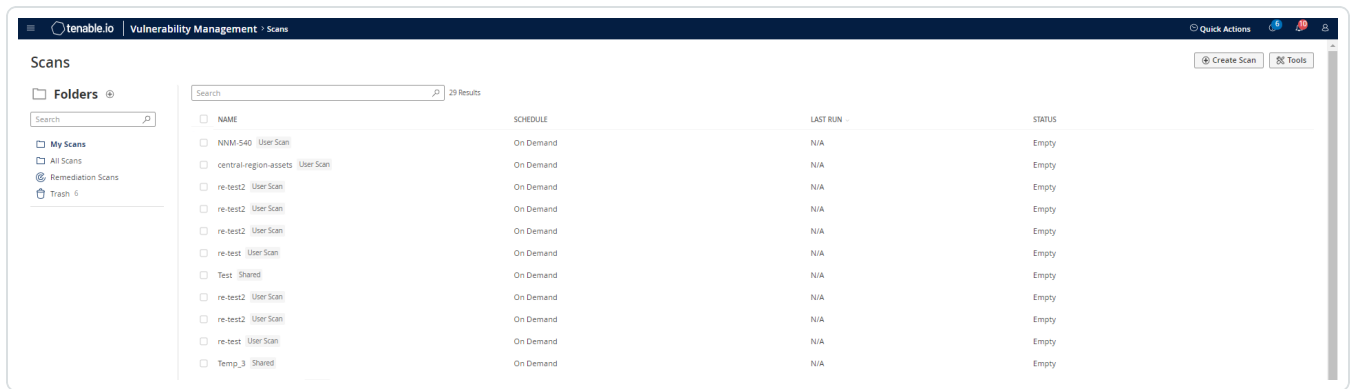 tenable.io Vulnerability Management > Scans Quick Actions 6 10
Scans Create Scan Tools
Folders
Search 29 Results
Search
NAME SCHEDULE LAST RUN STATUS
My Scans
All Scans
Remediation Scans
Trash 6
NNM-540 User Scan On Demand N/A Empty
central-region-assets User Scan On Demand N/A Empty
re-test2 User Scan On Demand N/A Empty
re-test2 User Scan On Demand N/A Empty
re-test2 User Scan On Demand N/A Empty
re-test User Scan On Demand N/A Empty
Test Shared On Demand N/A Empty
re-test2 User Scan On Demand N/A Empty
re-test2 User Scan On Demand N/A Empty
re-test User Scan On Demand N/A Empty
Temp_3 Shared On Demand N/A Empty